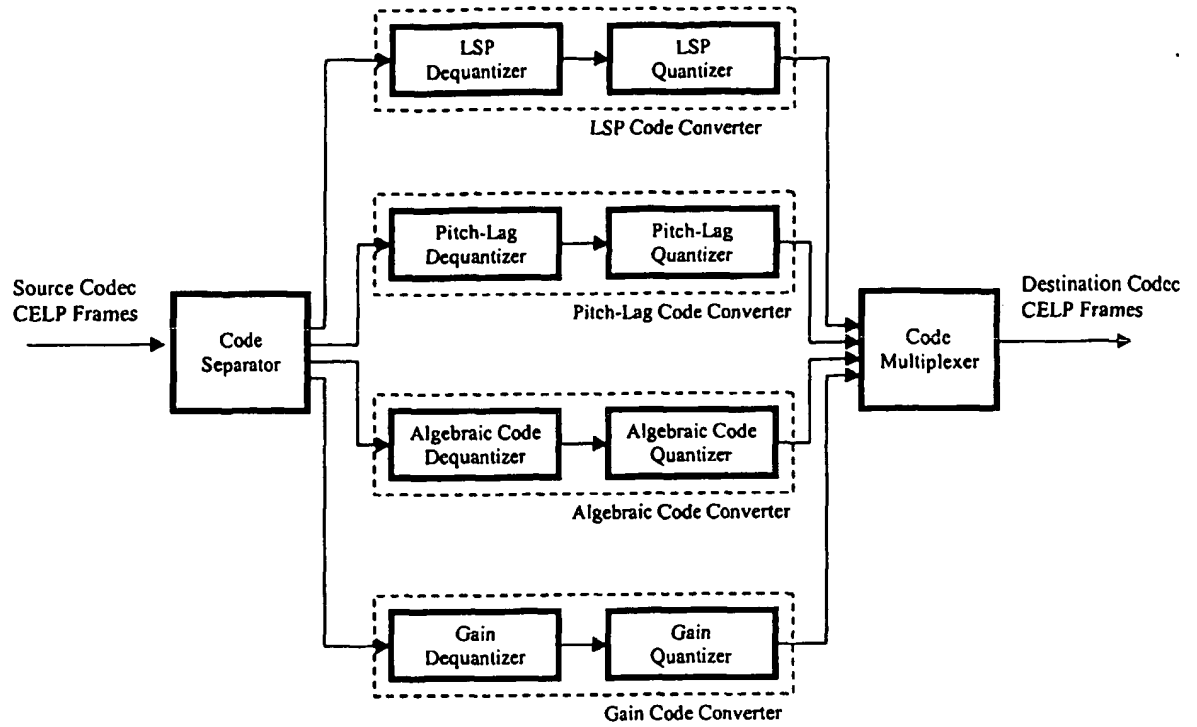 LSP
Dequantizer
LSP
Quantizer
LSP Code Converter
Pitch-Lag
Dequantizer
Pitch-Lag
Quantizer
Pitch-Lag Code Converter
Source Codec
CELP Frames
Code
Separator
Code
Multiplexer
Destination Codec
CELP Frames
Algebraic Code
Dequantizer
Algebraic Code
Quantizer
Algebraic Code Converter
Gain
Dequantizer
Gain
Quantizer
Gain Code Converter